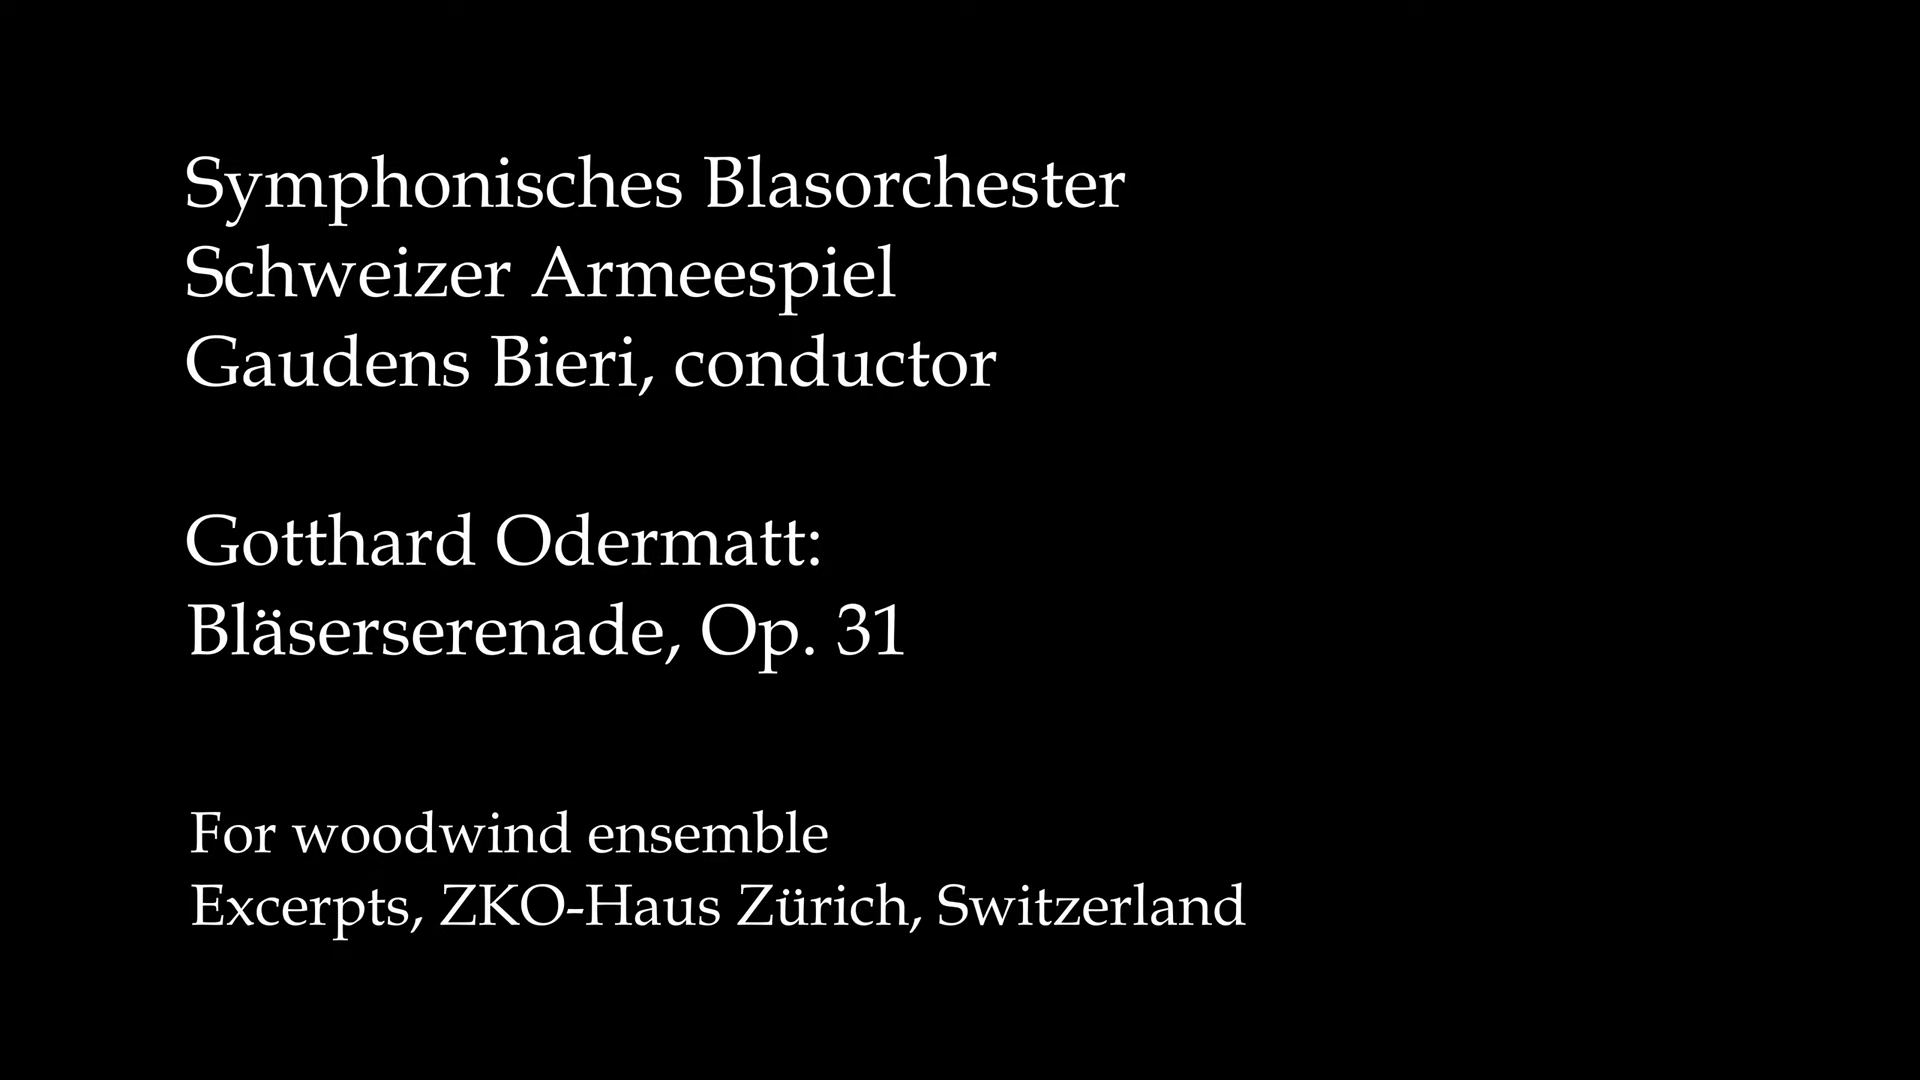 Symphonisches Blasorchester
Schweizer Armeespiel
Gaudens Bieri, conductor
Gotthard Odermatt:
Bläserserenade, Op. 31
For woodwind ensemble
Excerpts, ZKO-Haus Zürich, Switzerland